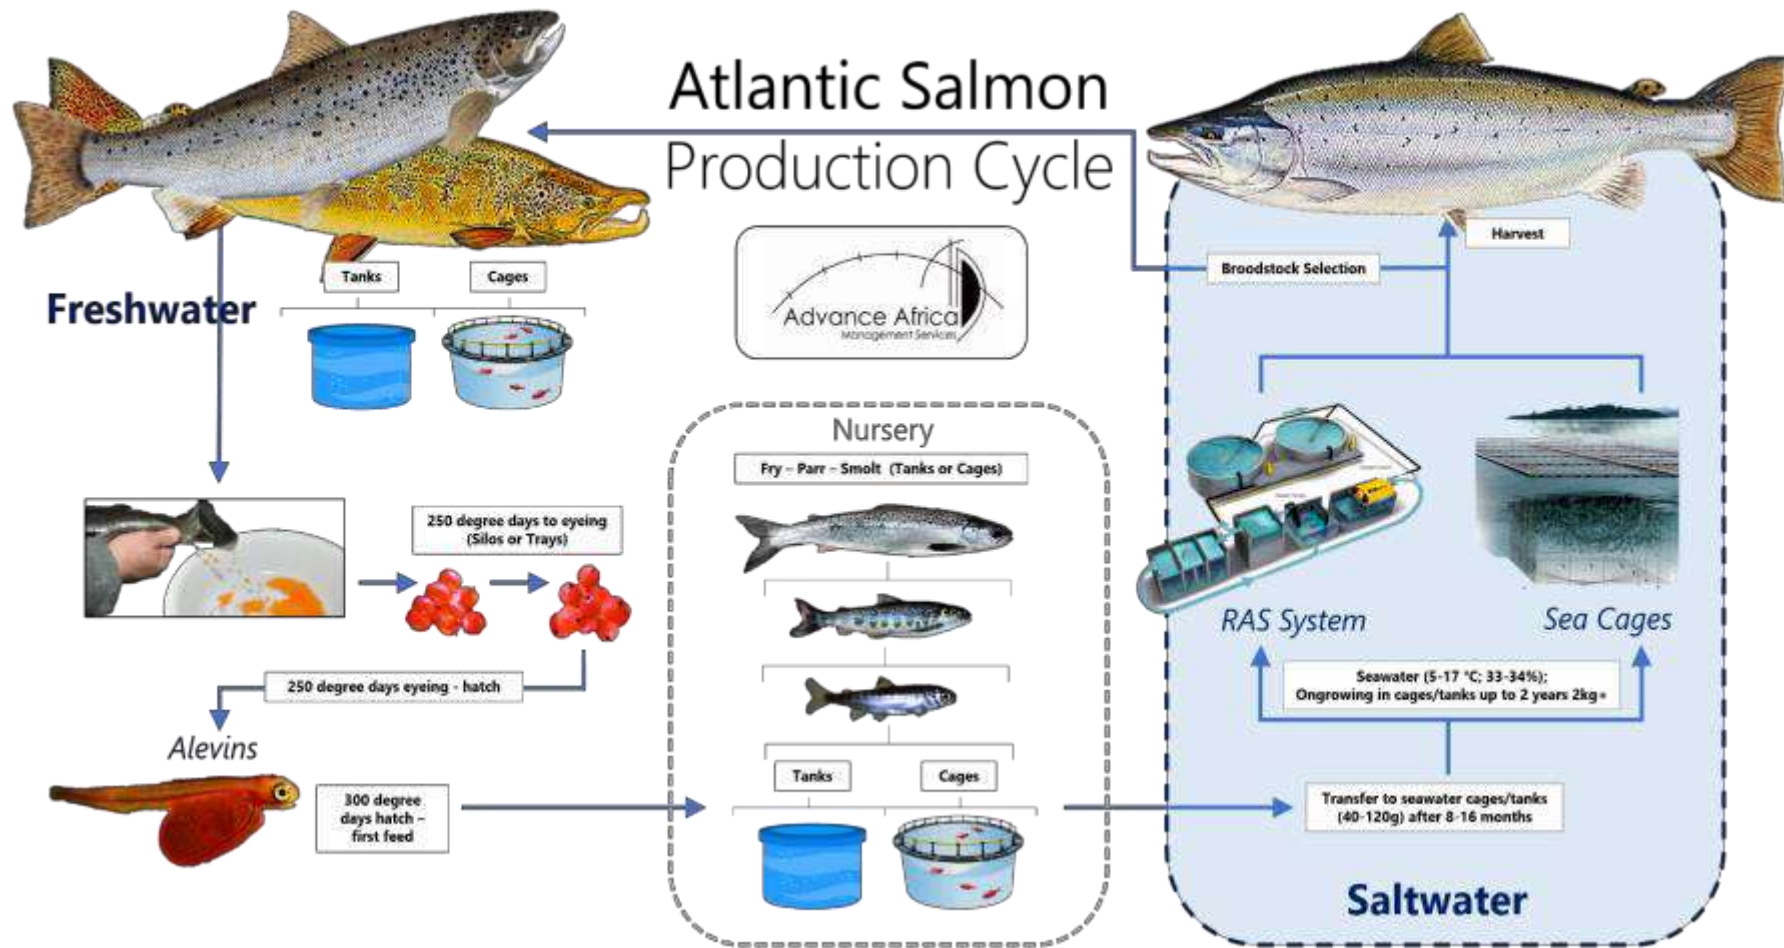 Atlantic Salmon
Production Cycle
Advance Africa
Management Services
Freshwater
Tanks
Cages
250 degree days to eyeing
(Silos or Trays)
250 degree days eyeing - hatch
Alevins
300 degree
days hatch –
first feed
Nursery
Fry – Parr – Smolt (Tanks or Cages)
Tanks
Cages
Harvest
Broodstock Selection
RAS System
Sea Cages
Seawater (5-17 °C; 33-34%);
Ongrowing in cages/tanks up to 2 years 2kg+
Transfer to seawater cages/tanks
(40-120g) after 8-16 months
Saltwater